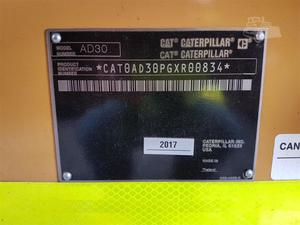 MODEL NUMBER AD30 CAT® CATERPILLAR® C
PRODUCT IDENTIFICATION NUMBER CAT® CATERPILLAR®
*CAT0AD30PGXR00834*
2017
CATERPILLAR INC.
PEORIA, IL 61629
USA
MADE IN
Thailand
CAN